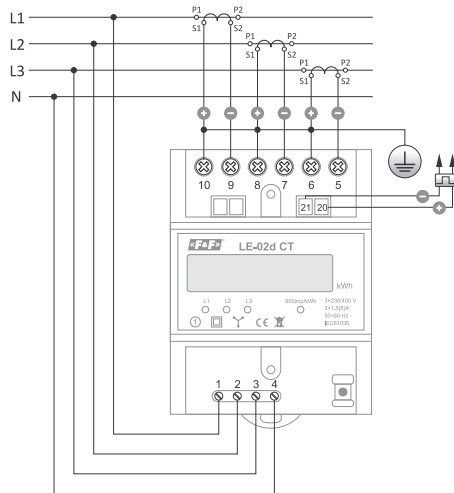 L1
P1 P2
S1 S2
L2
P1 P2
S1 S2
L3
P1 P2
S1 S2
N
+ − + − + −
10 9 8 7 6 5
21 20
−
+
F&F LE-02d CT
kWh
L1 L2 L3 800imp/kWh
3×230/400 V
3×1,5(6)A
50÷60 Hz
IEC61036
1
CE
1 2 3 4